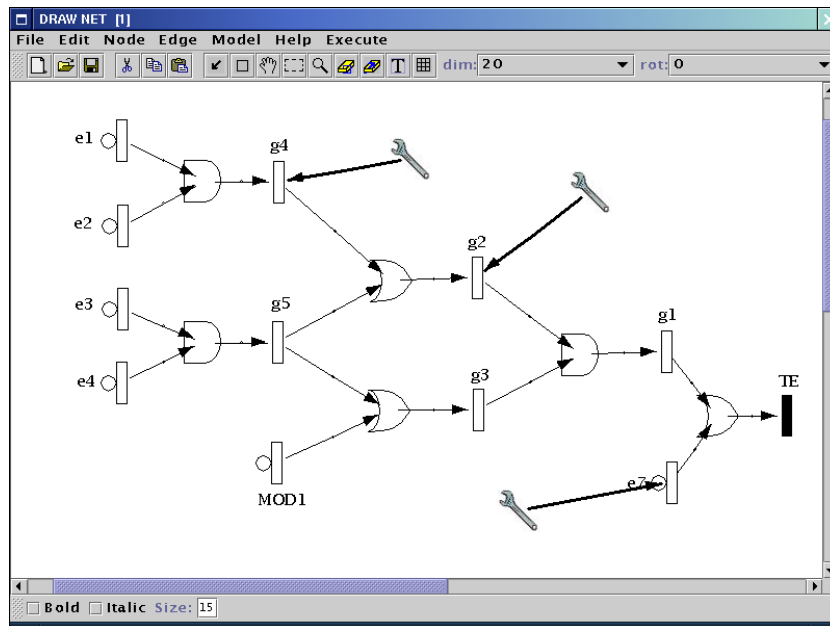 DRAW NET [1]
File Edit Node Edge Model Help Execute
T dim: 20 rot: 0
e1
g4
e2
g2
e3
g5
g1
e4
g3
TE
MOD1
e7
Bold Italic Size: 15